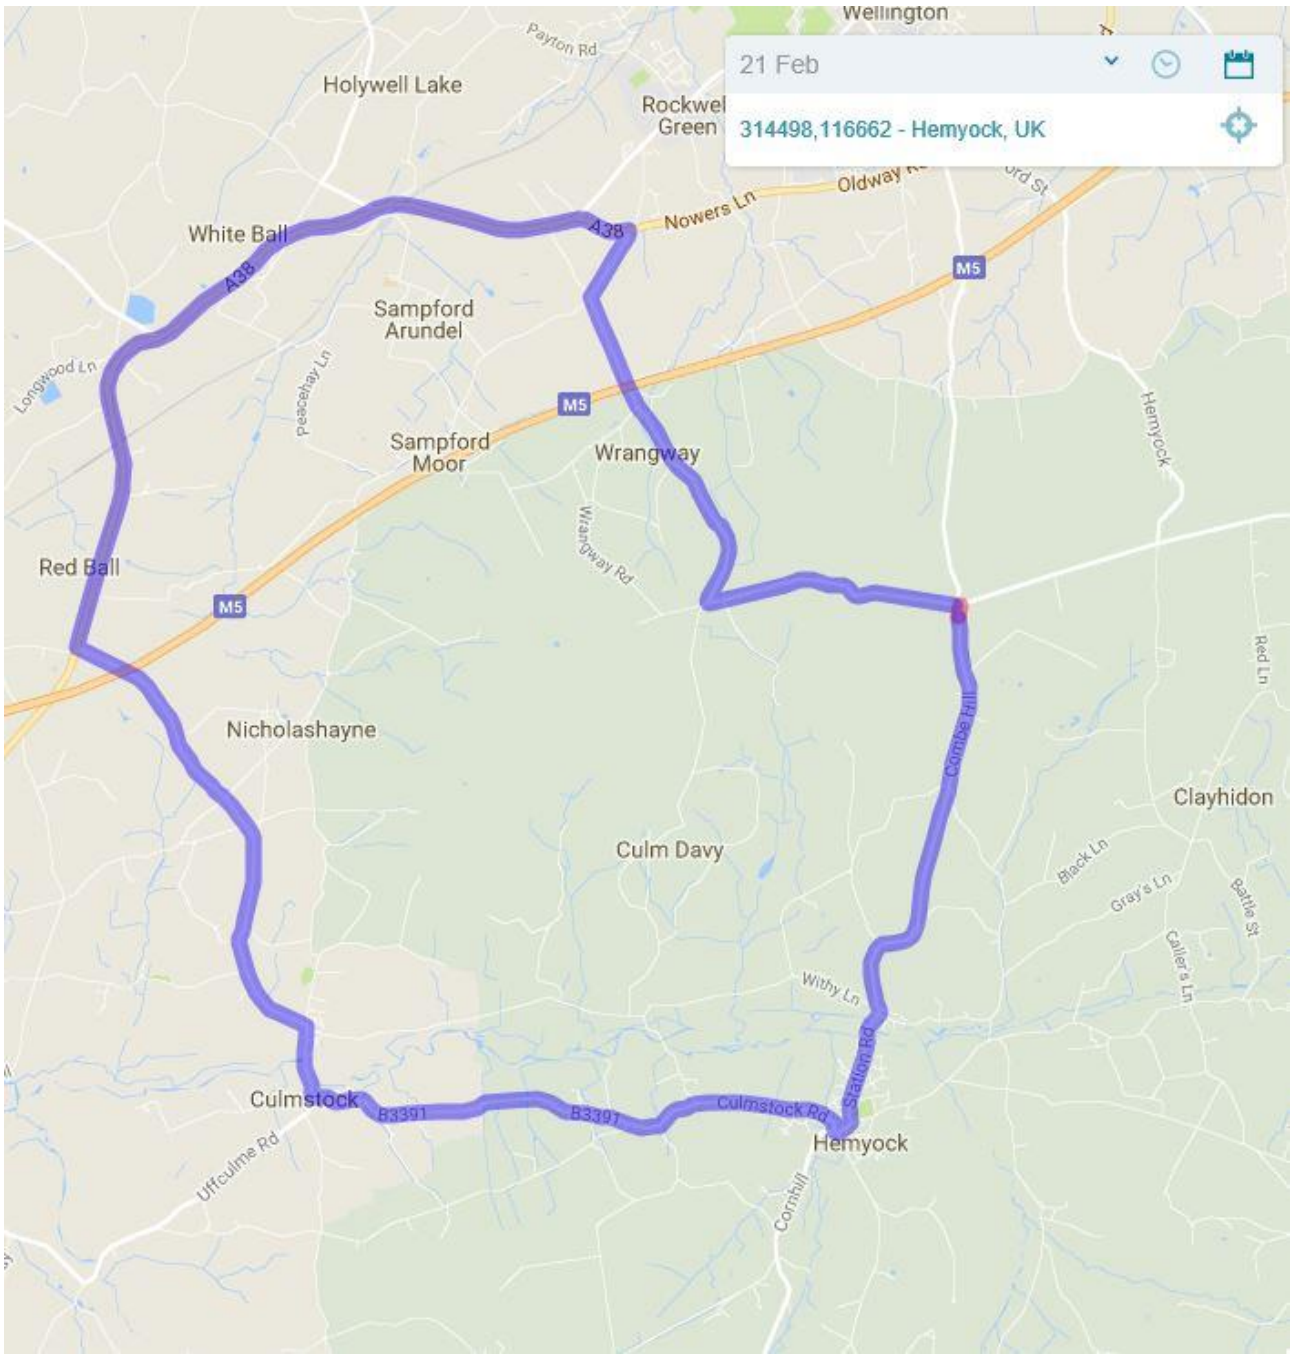 Wellington
Payton Rd
21 Feb
Holywell Lake
Rockwel
Green
314498,116662 - Hemyock, UK
Oldway
ord St
Nowers Ln
A38
White Ball
A38
M5
Sampford
Arundel
Longwood Ln
Peacehay Ln
M5
Hemyock
Sampford
Moor
Wrangway
Wrangway Rd
Red Ball
M5
Red Ln
Nicholashayne
Combe Hill
Clayhidon
Culm Davy
Black Ln
Gray's Ln
Battle St
Caller's Ln
Withy Ln
Station Rd
Culmstock
B3391
B3391
Culmstock Rd
Hemyock
Uffculme Rd
Cornhill